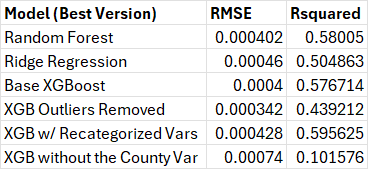 Model (Best Version) RMSE Rsquared
Random Forest 0.000402 0.58005
Ridge Regression 0.00046 0.504863
Base XGBoost 0.0004 0.576714
XGB Outliers Removed 0.000342 0.439212
XGB w/ Recategorized Vars 0.000428 0.595625
XGB without the County Var 0.00074 0.101576